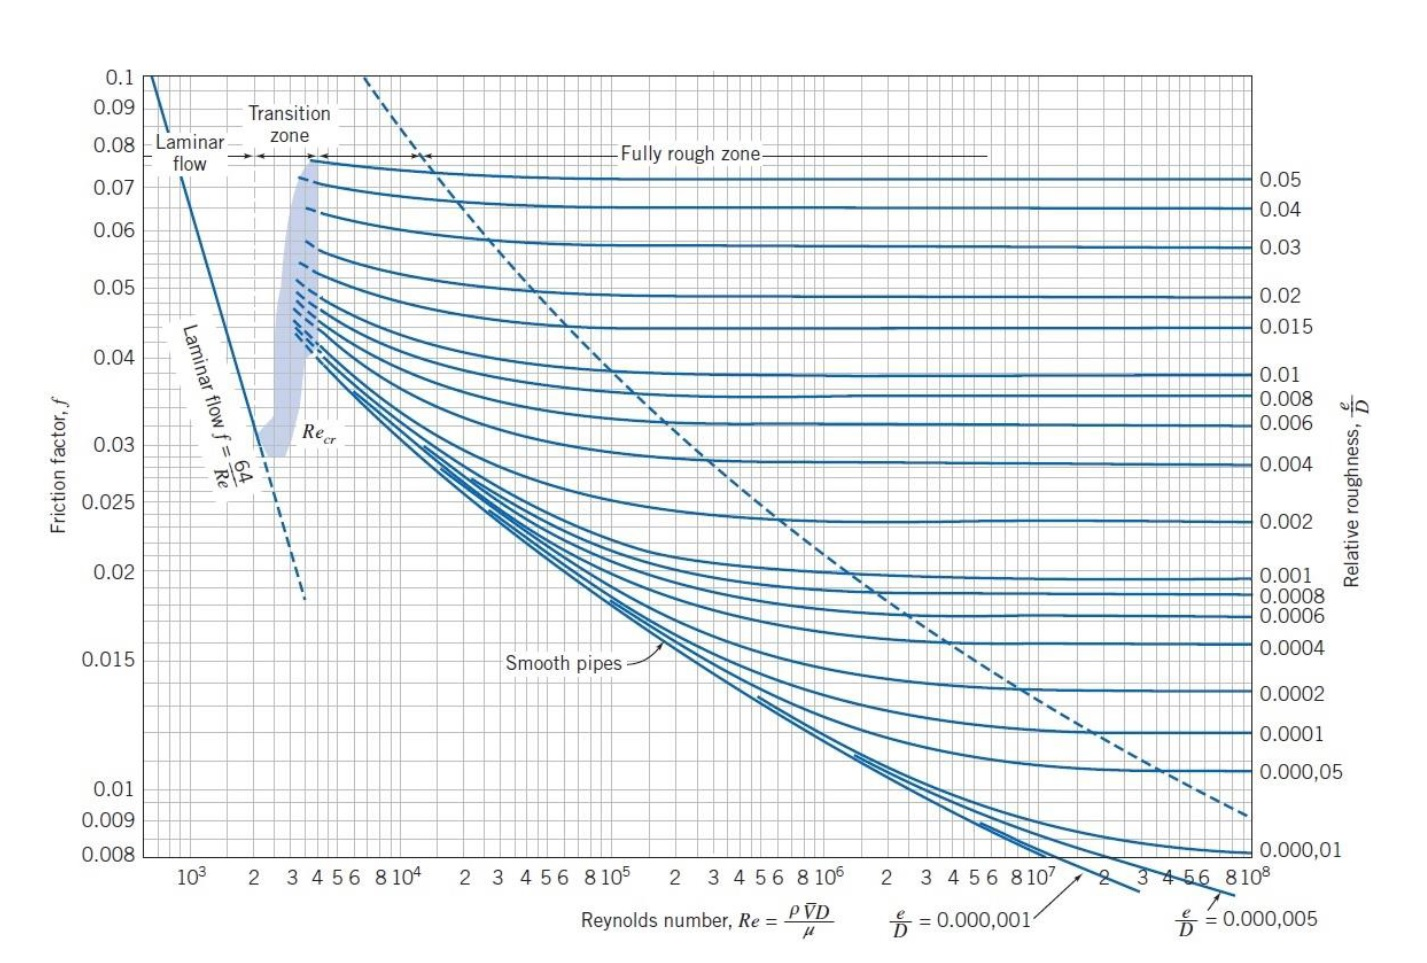 0.1
0.09
0.08
0.07
0.06
0.05
0.04
0.03
0.025
0.02
0.015
0.01
0.009
0.008
Friction factor, f
Laminar
flow
Transition
zone
Fully rough zone
Laminar flow f = 64/Re
Re_cr
Smooth pipes
0.05
0.04
0.03
0.02
0.015
0.01
0.008
0.006
0.004
0.002
0.001
0.0008
0.0006
0.0004
0.0002
0.0001
0.000,05
0.000,01
Relative roughness, e/D
10³ 2 3 4 5 6 8 10⁴ 2 3 4 5 6 8 10⁵ 2 3 4 5 6 8 10⁶ 2 3 4 5 6 8 10⁷ 2 3 4 5 6 8 10⁸
Reynolds number, Re = ρV̅D/μ
e/D = 0.000,001
e/D = 0.000,005